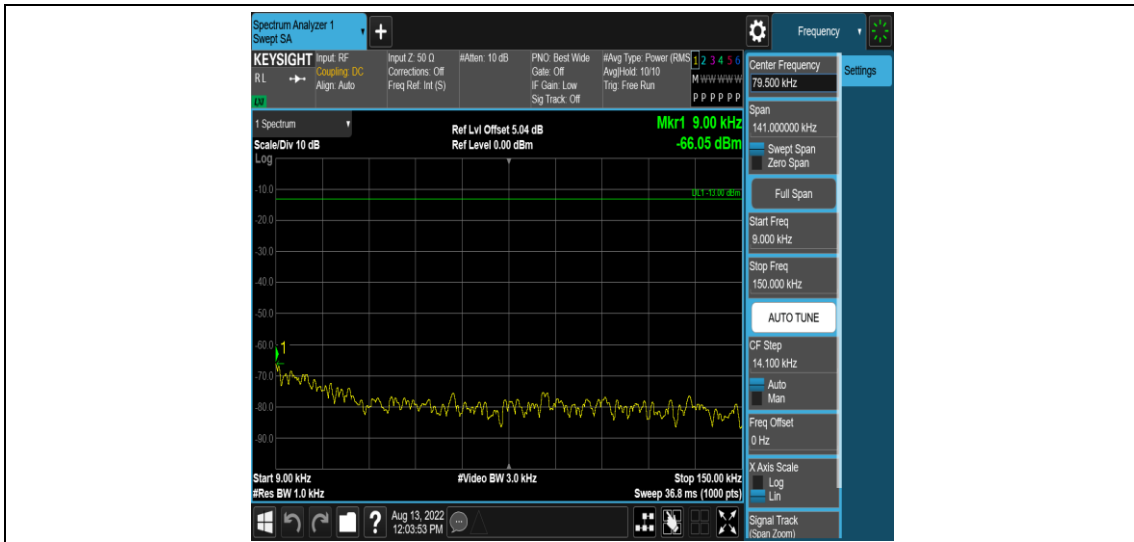 Spectrum Analyzer 1
Swept SA
+
Frequency
KEYSIGHT
RL
LM
Input: RF
Coupling: DC
Align: Auto
Input Z: 50 Ω
Corrections: Off
Freq Ref: Int (S)
#Atten: 10 dB
PNO: Best Wide
Gate: Off
IF Gain: Low
Sig Track: Off
#Avg Type: Power (RMS
Avg|Hold: 10/10
Trig: Free Run
1 2 3 4 5 6
M W W W W W
P P P P P P
1 Spectrum
Scale/Div 10 dB
Log
Ref Lvl Offset 5.04 dB
Ref Level 0.00 dBm
Mkr1 9.00 kHz
-66.05 dBm
DL1 -13.00 dBm
-10.0
-20.0
-30.0
-40.0
-50.0
-60.0
1
-70.0
-80.0
-90.0
Start 9.00 kHz
#Res BW 1.0 kHz
#Video BW 3.0 kHz
Stop 150.00 kHz
Sweep 36.8 ms (1000 pts)
Center Frequency
79.500 kHz
Settings
Span
141.000000 kHz
Swept Span
Zero Span
Full Span
Start Freq
9.000 kHz
Stop Freq
150.000 kHz
AUTO TUNE
CF Step
14.100 kHz
Auto
Man
Freq Offset
0 Hz
X Axis Scale
Log
Lin
Signal Track
(Span Zoom)
?
Aug 13, 2022
12:03:53 PM